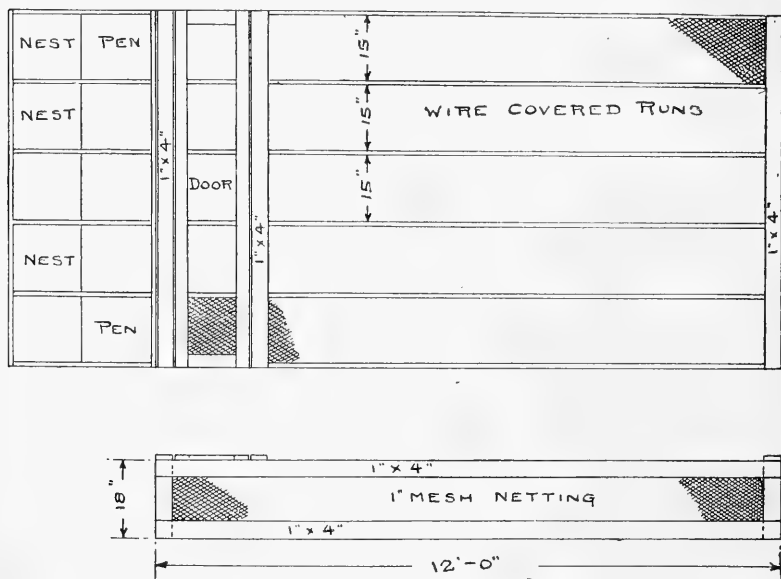 NEST PEN
15"
NEST
15"
WIRE COVERED RUNS
1" x 4"
DOOR
15"
1" x 4"
1" x 4"
NEST
PEN
1" x 4"
18"
1" MESH NETTING
1" x 4"
12'-0"